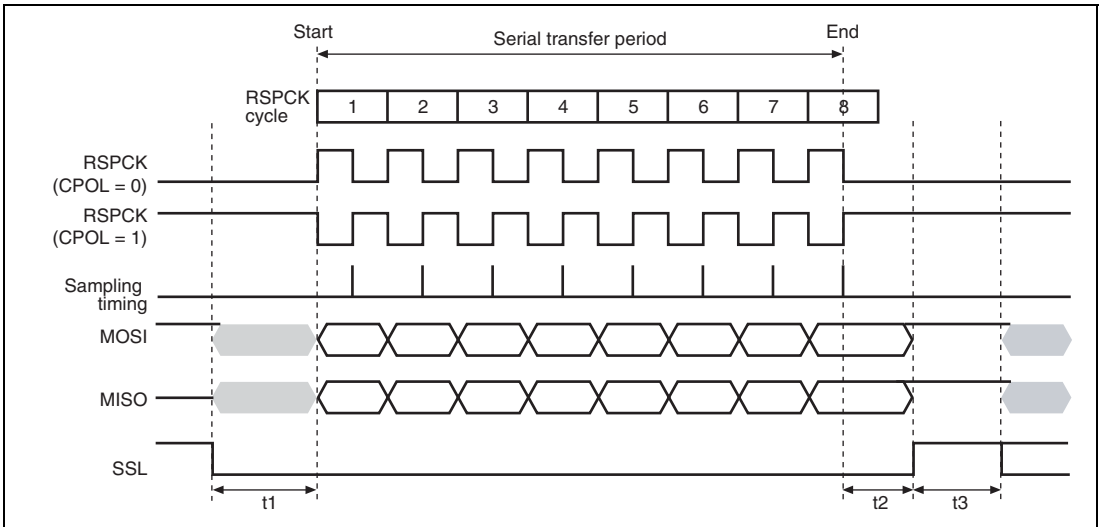 Start
Serial transfer period
End
RSPCK
cycle
1 2 3 4 5 6 7 8
RSPCK
(CPOL = 0)
RSPCK
(CPOL = 1)
Sampling
timing
MOSI
MISO
SSL
t1
t2
t3